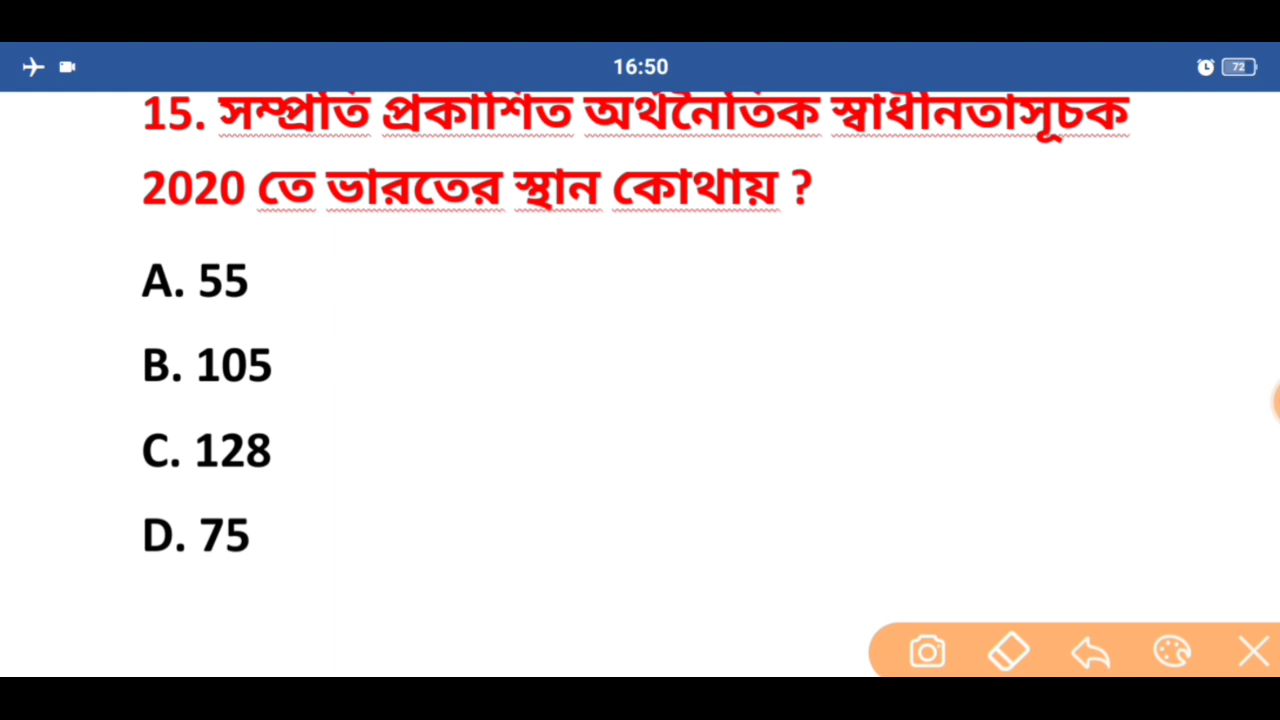 16:50
72
15. সম্প্রতি প্রকাশিত অর্থনৈতিক স্বাধীনতাসূচক
2020 তে ভারতের স্থান কোথায় ?
A. 55
B. 105
C. 128
D. 75